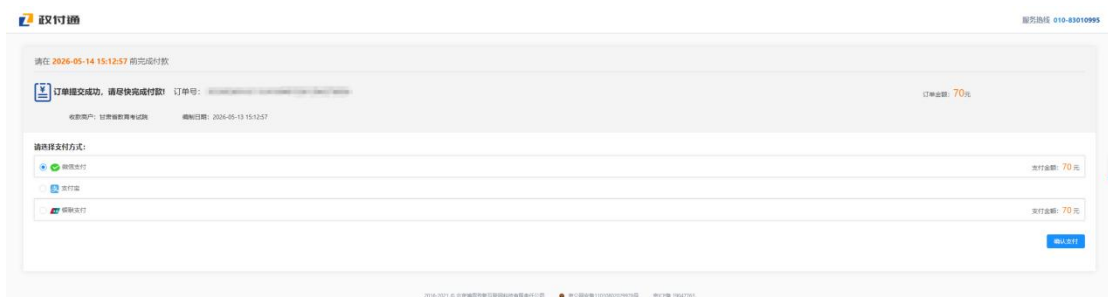 政付通
服务热线 010-83010995
请在 2026-05-14 15:12:57 前完成付款
订单提交成功，请尽快完成付款! 订单号：
订单金额：70元
收款商户：甘肃省教育考试院 编制日期：2026-05-13 15:12:57
请选择支付方式：
微信支付 支付金额：70 元
支付宝
银联支付 支付金额：70 元
确认支付